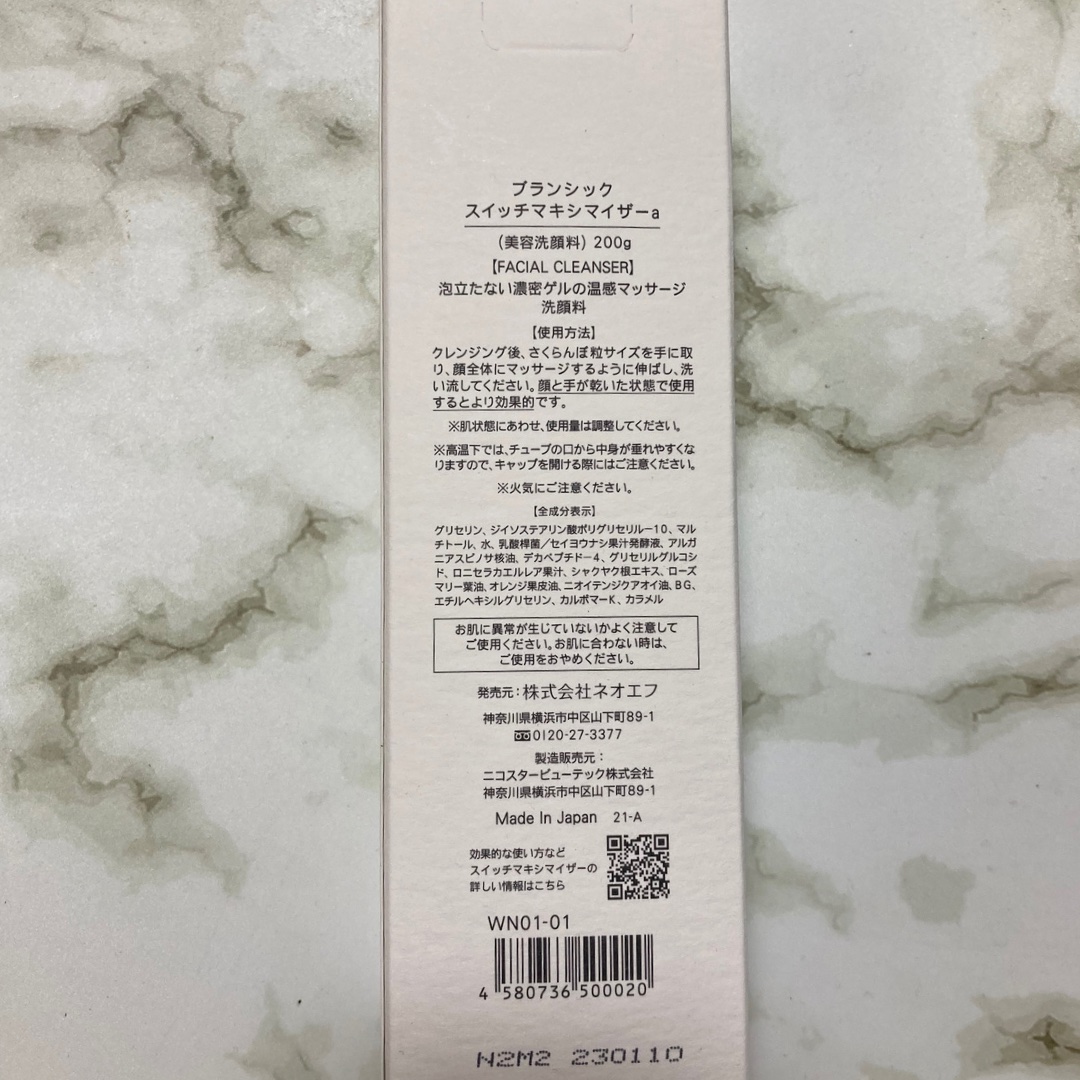 ブランシック
スイッチマキシマイザーa
(美容洗顔料) 200g
【FACIAL CLEANSER】
泡立たない濃密ゲルの温感マッサージ
洗顔料
【使用方法】
クレンジング後、さくらんぼ粒サイズを手に取
り、顔全体にマッサージするように伸ばし、洗
い流してください。顔と手が乾いた状態で使用
するとより効果的です。
※肌状態にあわせ、使用量は調整してください。
※高温下では、チューブの口から中身が垂れやすくな
りますので、キャップを開ける際にはご注意ください。
※火気にご注意ください。
【全成分表示】
グリセリン、ジイソステアリン酸ポリグリセリル−10、マル
チトール、水、乳酸桿菌/セイヨウナシ果汁発酵液、アルガ
ニアスピノサ核油、デカペプチド−4、グリセリルグルコシ
ド、ロニセラカエルレア果汁、シャクヤク根エキス、ローズ
マリー葉油、オレンジ果皮油、ニオイテンジクアオイ油、BG、
エチルヘキシルグリセリン、カルボマーK、カラメル
お肌に異常が生じていないかよく注意して
ご使用ください。お肌に合わない時は、
ご使用をおやめください。
発売元：株式会社ネオエフ
神奈川県横浜市中区山下町89-1
0120-27-3377
製造販売元：
ニコスタービューテック株式会社
神奈川県横浜市中区山下町89-1
Made In Japan 21-A
効果的な使い方など
スイッチマキシマイザーの
詳しい情報はこちら
WN01-01
4 580736 500020
N2M2 230110